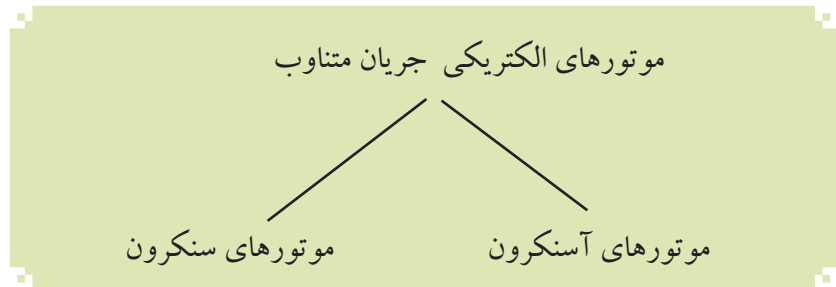 موتورهای الکتریکی جریان متناوب
موتورهای آسنکرون
موتورهای سنکرون